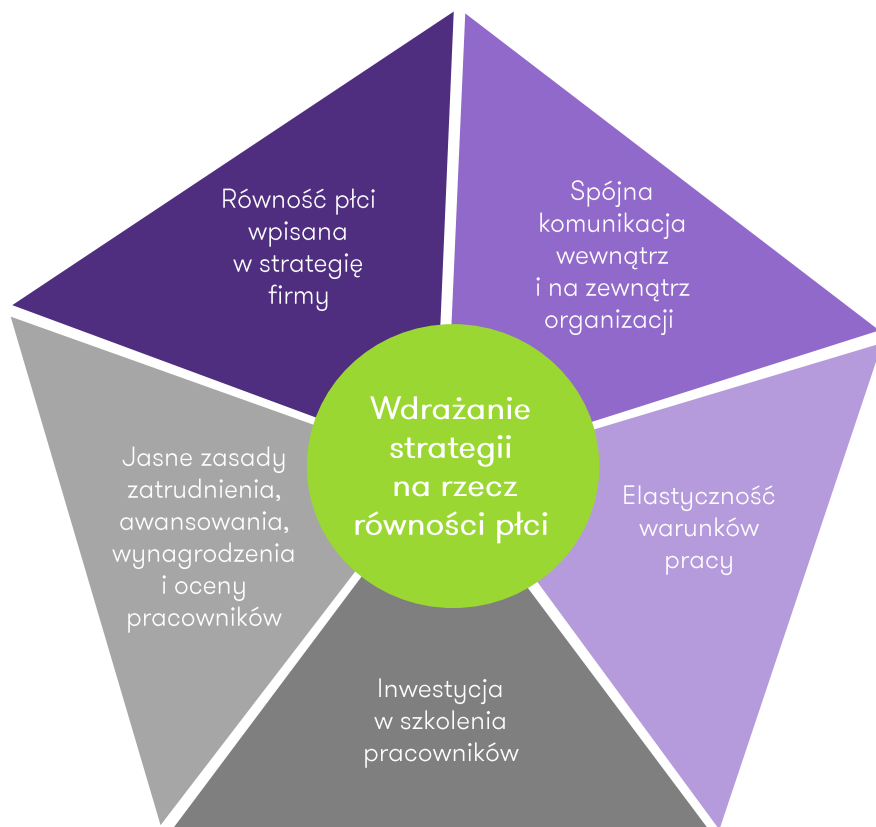 Równość płci
wpisana
w strategię
firmy
Spójna
komunikacja
wewnątrz
i na zewnątrz
organizacji
Wdrażanie
strategii
na rzecz
równości płci
Jasne zasady
zatrudnienia,
awansowania,
wynagrodzenia
i oceny
pracowników
Elastyczność
warunków
pracy
Inwestycja
w szkolenia
pracowników